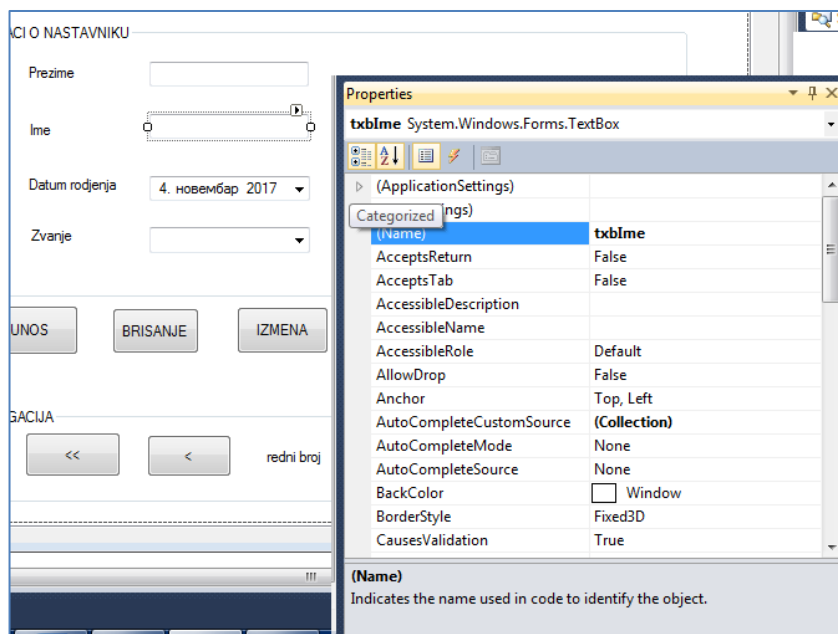 ACI O NASTAVNIKU
Prezime
Ime
Datum rodjenja
4. новембар 2017
Zvanje
UNOS
BRISANJE
IZMENA
GACIJA
<<
<
redni broj
Properties
txbIme System.Windows.Forms.TextBox
(ApplicationSettings)
ngs)
Categorized
(Name) txbIme
AcceptsReturn False
AcceptsTab False
AccessibleDescription
AccessibleName
AccessibleRole Default
AllowDrop False
Anchor Top, Left
AutoCompleteCustomSource (Collection)
AutoCompleteMode None
AutoCompleteSource None
BackColor Window
BorderStyle Fixed3D
CausesValidation True
(Name)
Indicates the name used in code to identify the object.